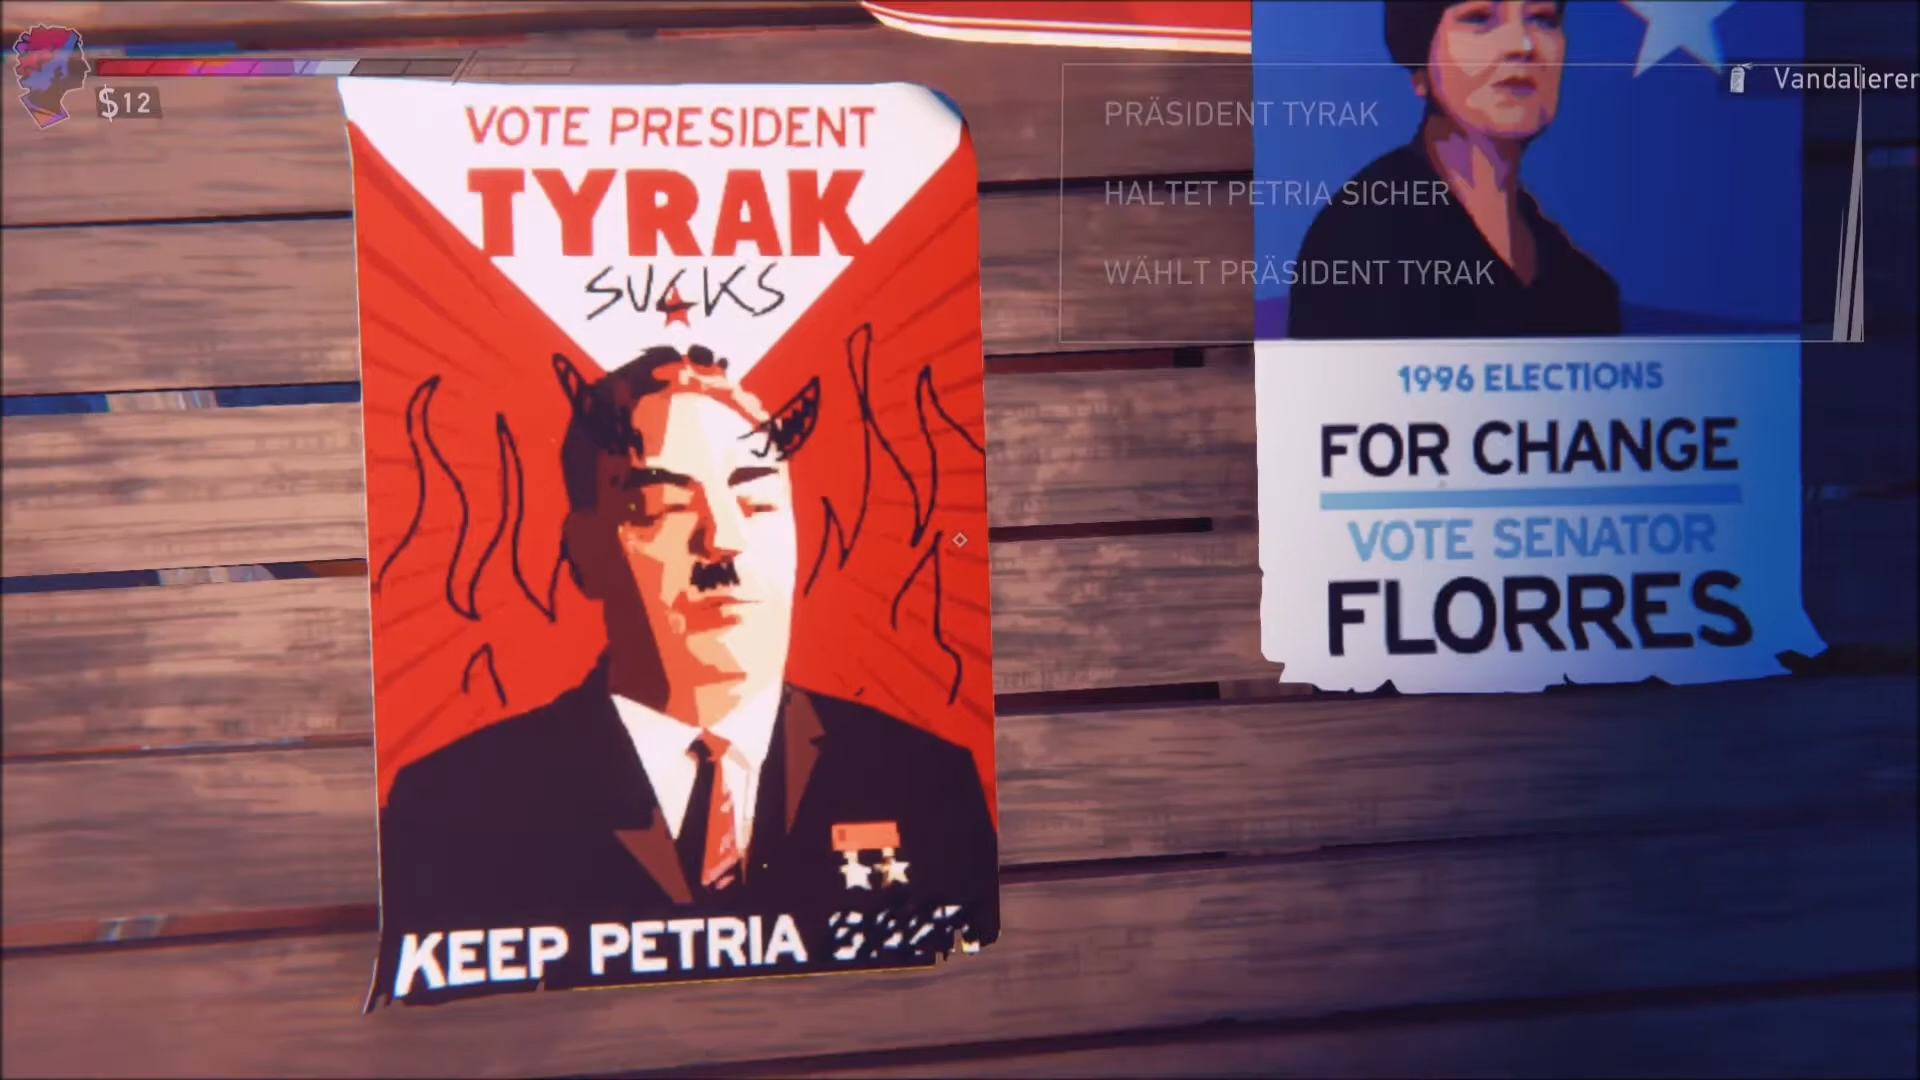 $12
VOTE PRESIDENT
TYRAK
SUCKS
KEEP PETRIA
PRÄSIDENT TYRAK
HALTET PETRIA SICHER
WÄHLT PRÄSIDENT TYRAK
Vandalieren
1996 ELECTIONS
FOR CHANGE
VOTE SENATOR
FLORRES